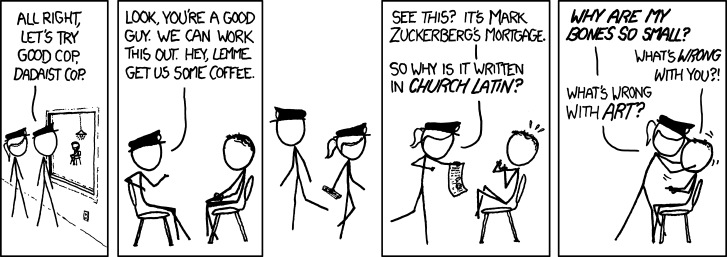 ALL RIGHT,
LET'S TRY
GOOD COP,
DADAIST COP.
LOOK, YOU'RE A GOOD
GUY. WE CAN WORK
THIS OUT. HEY, LEMME
GET US SOME COFFEE.
SEE THIS? IT'S MARK
ZUCKERBERG'S MORTGAGE.
SO WHY IS IT WRITTEN
IN CHURCH LATIN?
WHY ARE MY
BONES SO SMALL?
WHAT'S WRONG
WITH YOU?!
WHAT'S WRONG
WITH ART?